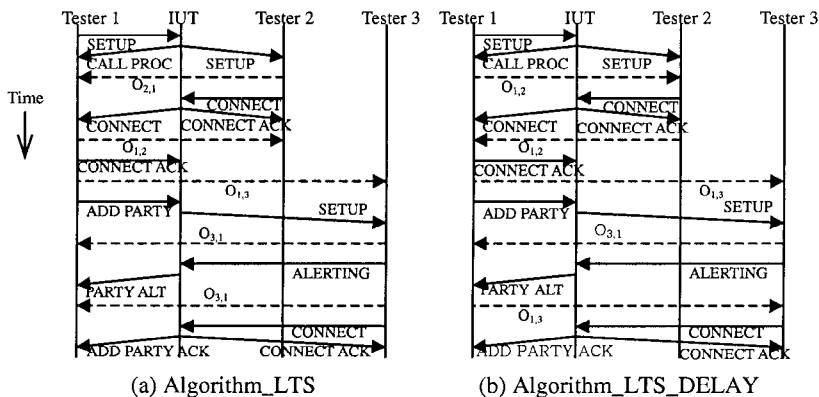 Tester 1 IUT Tester 2 Tester 3
SETUP
CALL PROC SETUP
O2,1
CONNECT
CONNECT CONNECT ACK
O1,2
CONNECT ACK
O1,3
ADD PARTY SETUP
O3,1
ALERTING
PARTY ALT O3,1
CONNECT
ADD PARTY ACK CONNECT ACK
(a) Algorithm_LTS
Time
Tester 1 IUT Tester 2 Tester 3
SETUP
CALL PROC SETUP
O1,2
CONNECT
CONNECT CONNECT ACK
O1,2
CONNECT ACK
O1,3
ADD PARTY SETUP
O3,1
ALERTING
PARTY ALT
O1,3
CONNECT
ADD PARTY ACK CONNECT ACK
(b) Algorithm_LTS_DELAY